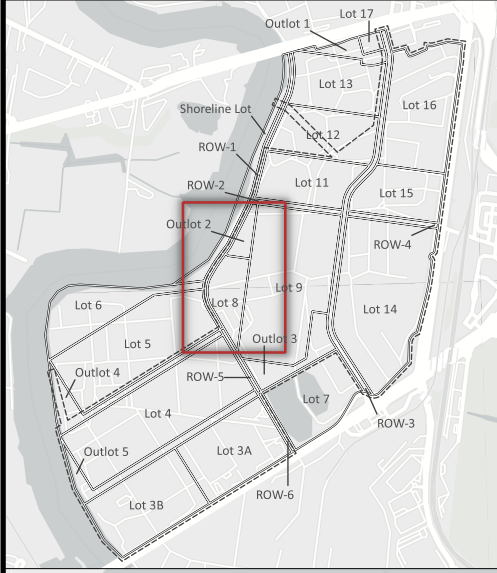 Lot 17
Outlot 1
Lot 13
Lot 16
Shoreline Lot
Lot 12
ROW-1
ROW-2
Lot 11
Lot 15
Outlot 2
ROW-4
Lot 9
Lot 6
Lot 8
Lot 14
Lot 5
Outlot 3
Outlot 4
ROW-5
Lot 7
Lot 4
ROW-3
Outlot 5
Lot 3A
ROW-6
Lot 3B